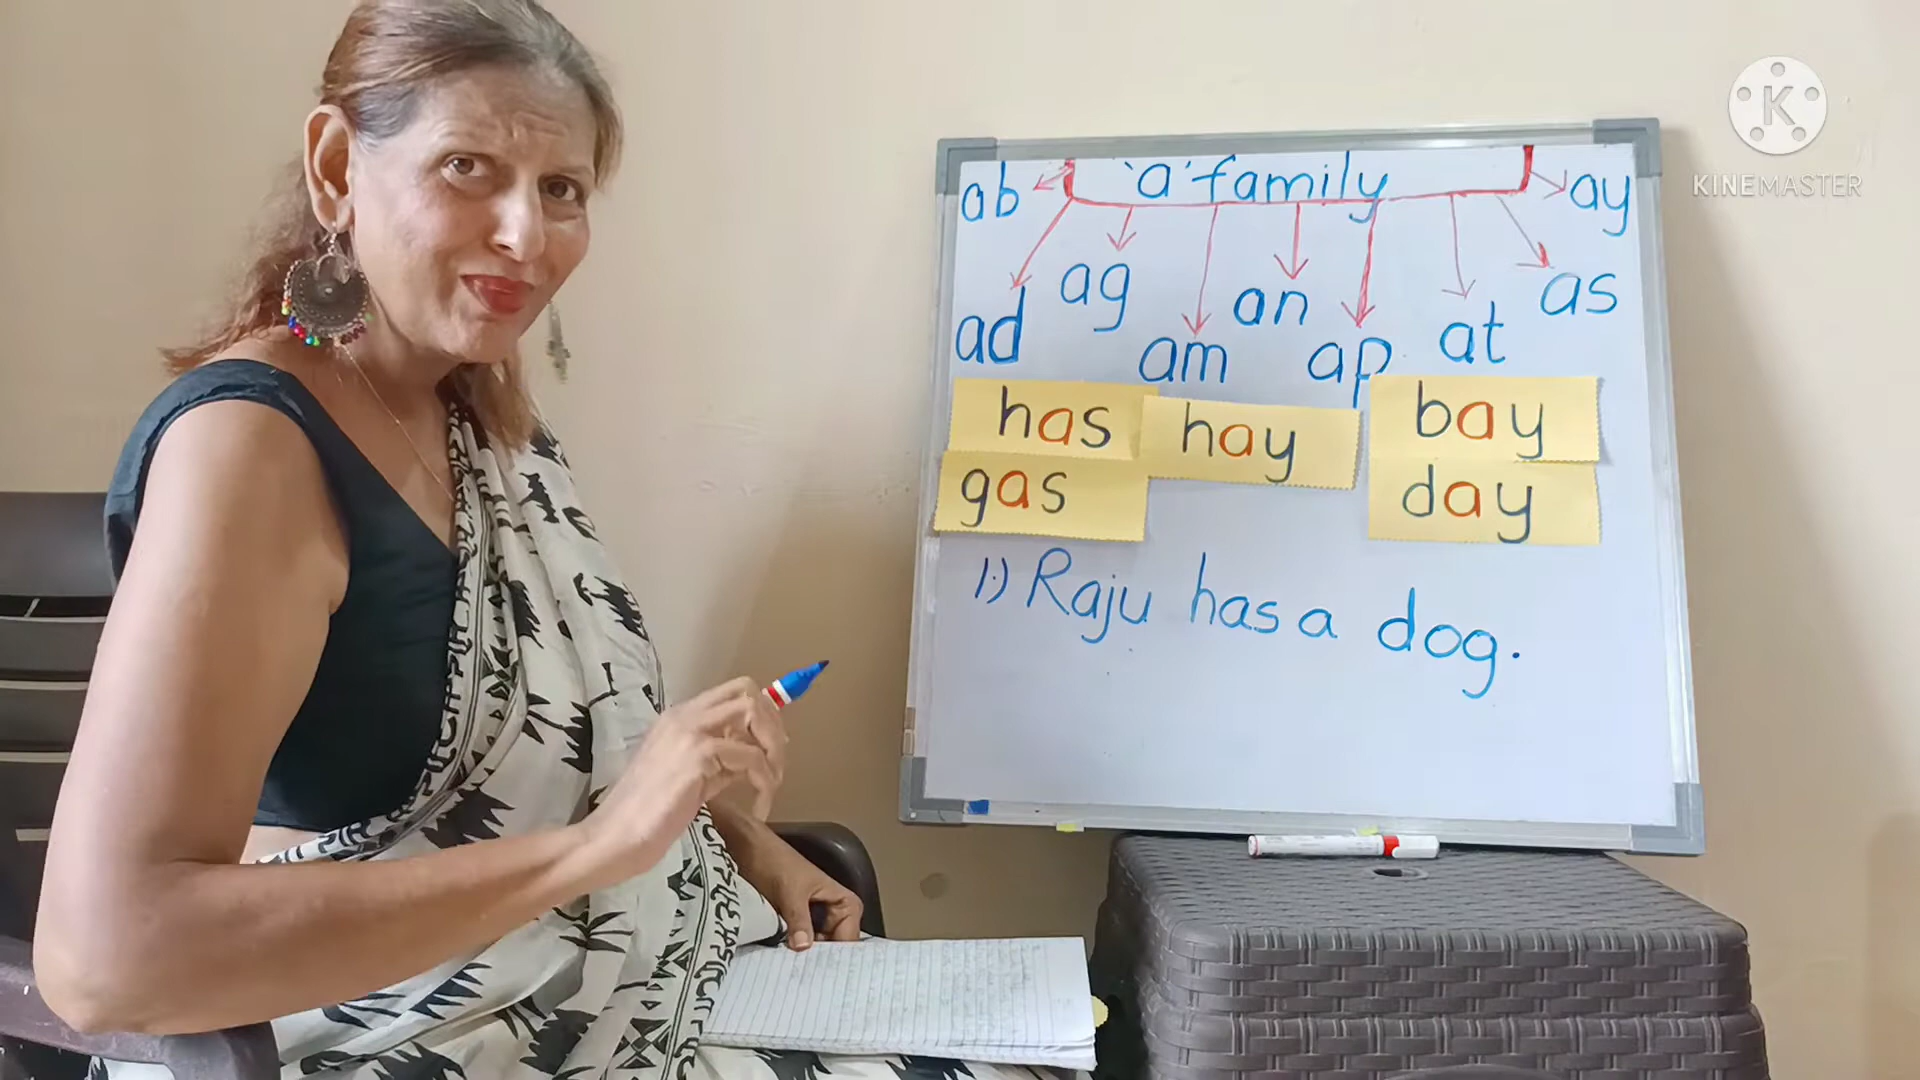 'a' family
ab
ay
ad
ag
am
an
ap
at
as
has
hay
bay
gas
day
1.) Raju has a dog.
K
KINEMASTER